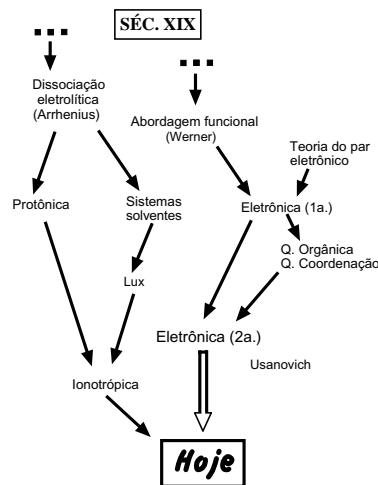 SÉC. XIX
Dissociação
eletrolítica
(Arrhenius)
Abordagem funcional
(Werner)
Teoria do par
eletrônico
Protônica
Sistemas
solventes
Eletrônica (1a.)
Q. Orgânica
Q. Coordenação
Lux
Eletrônica (2a.)
Usanovich
Ionotrópica
Hoje